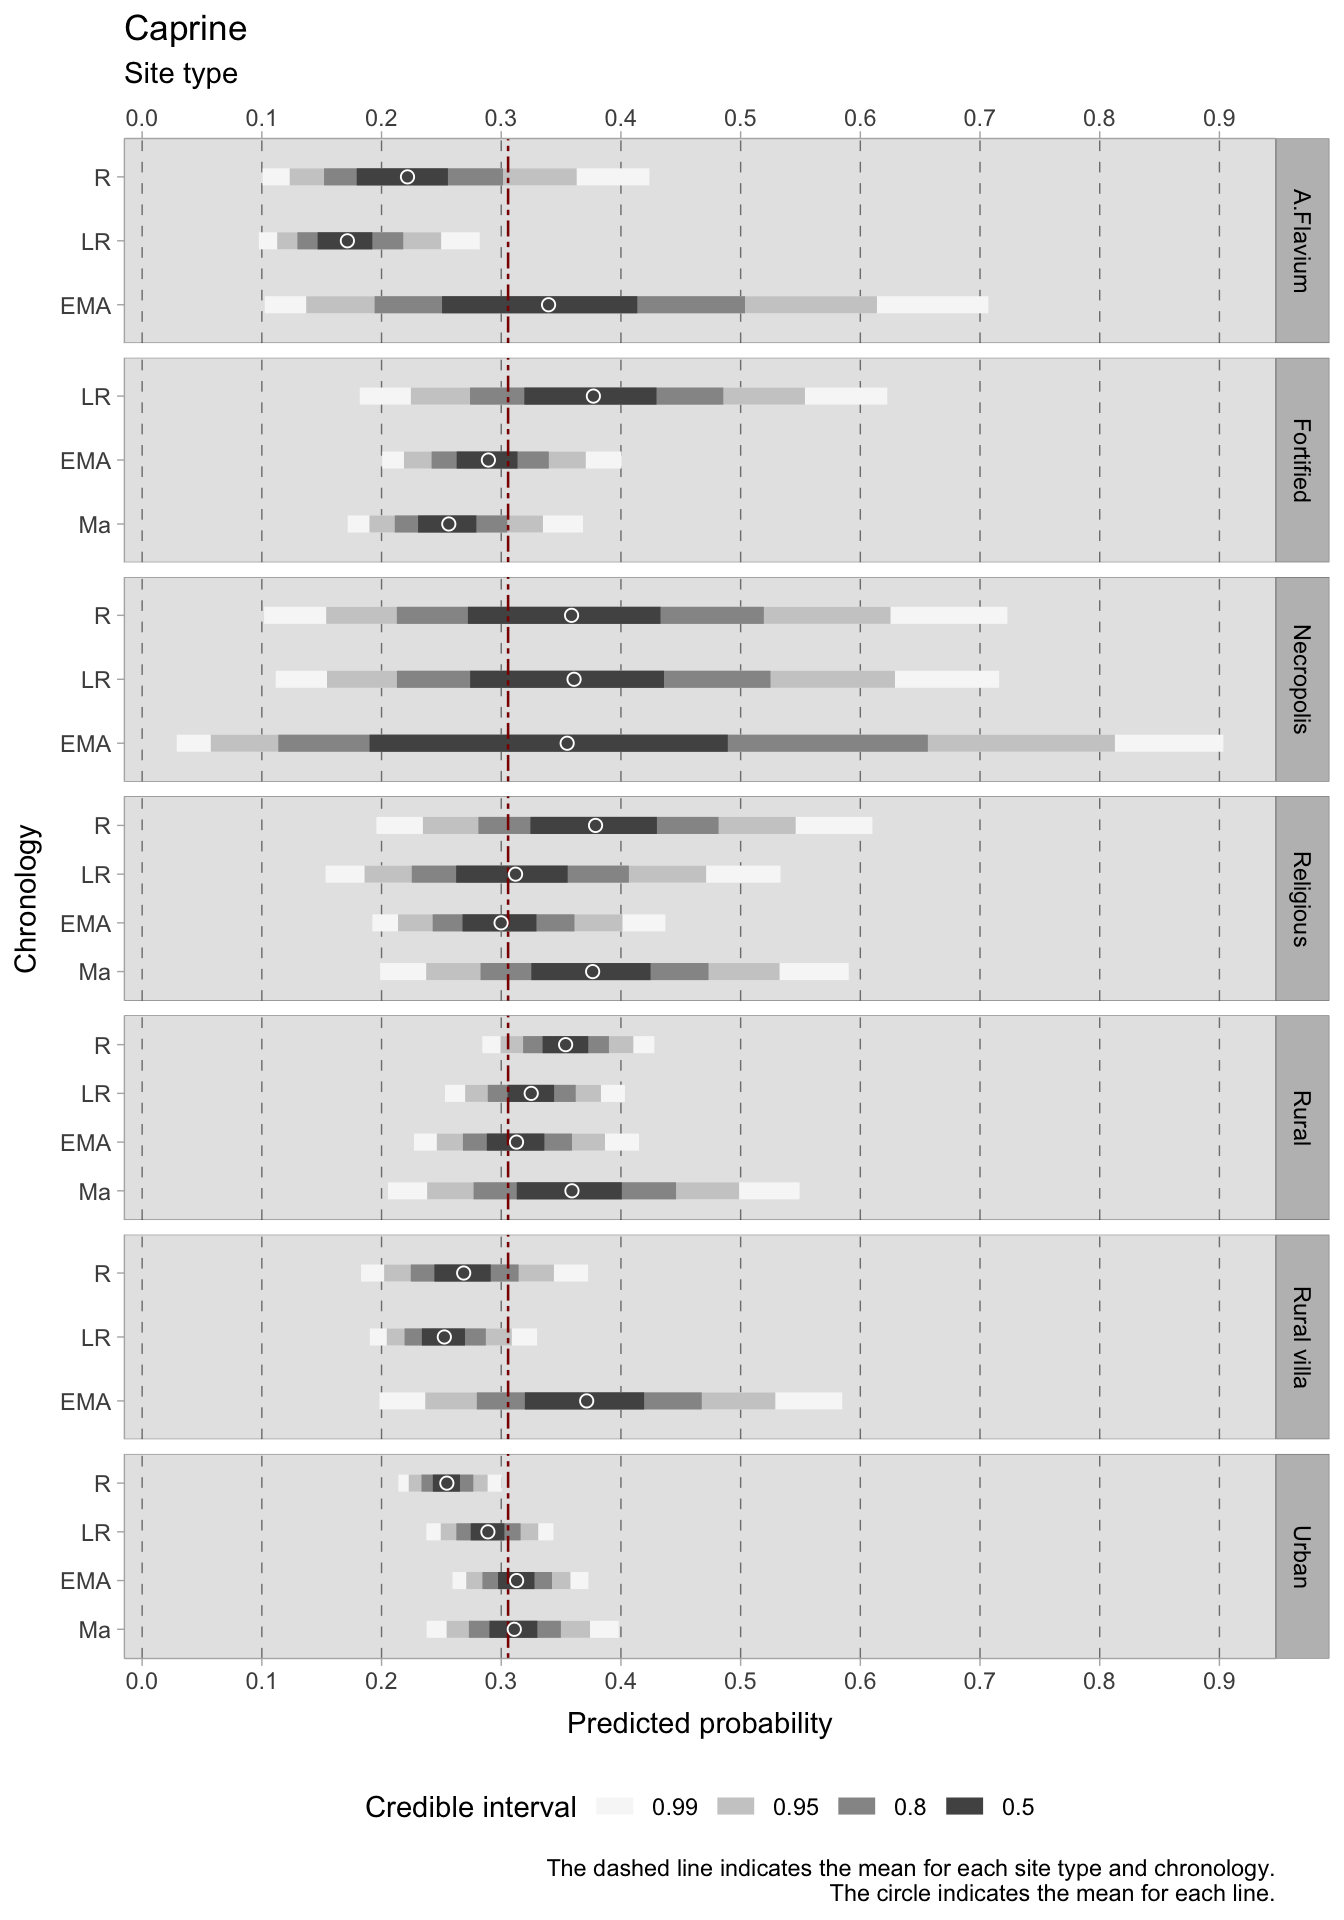 Caprine
Site type
0.0 0.1 0.2 0.3 0.4 0.5 0.6 0.7 0.8 0.9
R
LR
EMA
A.Flavium
LR
EMA
Ma
Fortified
R
LR
EMA
Necropolis
Chronology
R
LR
EMA
Ma
Religious
R
LR
EMA
Ma
Rural
R
LR
EMA
Rural villa
R
LR
EMA
Ma
Urban
0.0 0.1 0.2 0.3 0.4 0.5 0.6 0.7 0.8 0.9
Predicted probability
Credible interval 0.99 0.95 0.8 0.5
The dashed line indicates the mean for each site type and chronology.
The circle indicates the mean for each line.